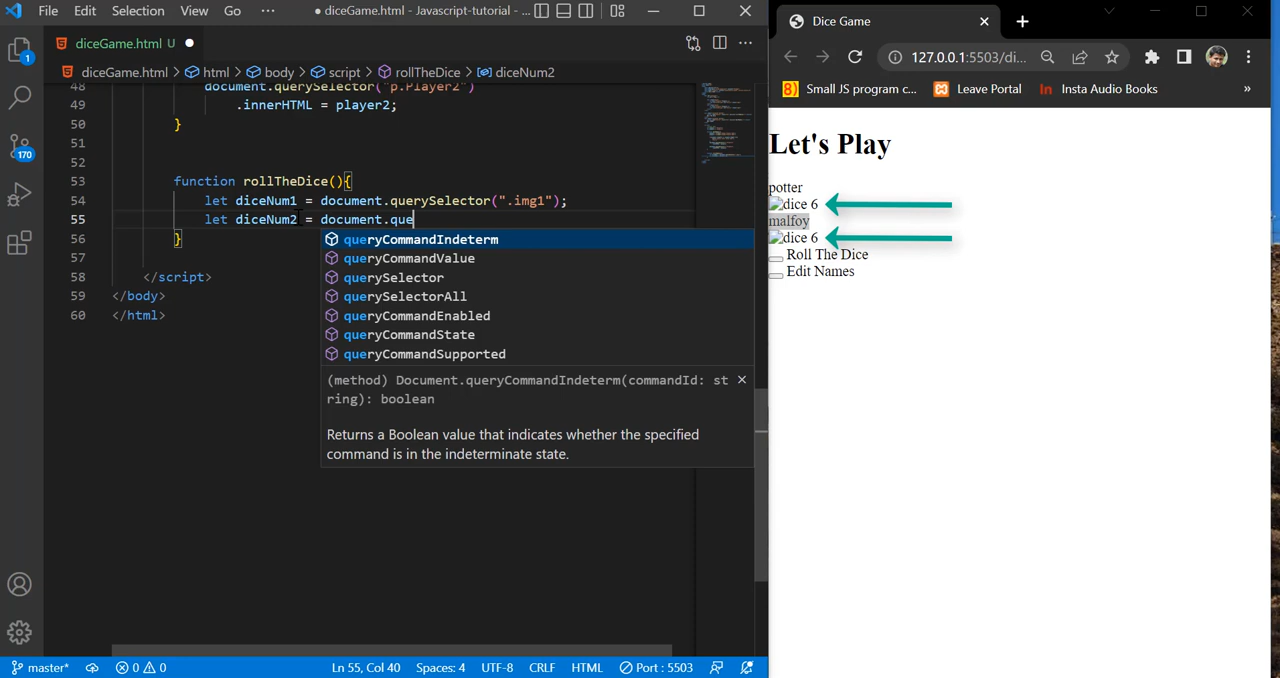 File Edit Selection View Go ··· ● diceGame.html - Javascript-tutorial - ...
diceGame.html U ●
diceGame.html > html > body > script > rollTheDice > diceNum2
48 document.querySelector("p.Player2")
49 .innerHTML = player2;
50 }
51
52
53 function rollTheDice(){
54 let diceNum1 = document.querySelector(".img1");
55 let diceNum2 = document.que
56 }
57
58 </script>
59 </body>
60 </html>
queryCommandIndeterm
queryCommandValue
querySelector
querySelectorAll
queryCommandEnabled
queryCommandState
queryCommandSupported
(method) Document.queryCommandIndeterm(commandId: st
ring): boolean
Returns a Boolean value that indicates whether the specified
command is in the indeterminate state.
1
170
master* 0 0 Ln 55, Col 40 Spaces: 4 UTF-8 CRLF HTML Port : 5503
Dice Game
127.0.0.1:5503/di...
8) Small JS program c... Leave Portal In Insta Audio Books »
Let's Play
potter
dice 6
malfoy
dice 6
Roll The Dice
Edit Names